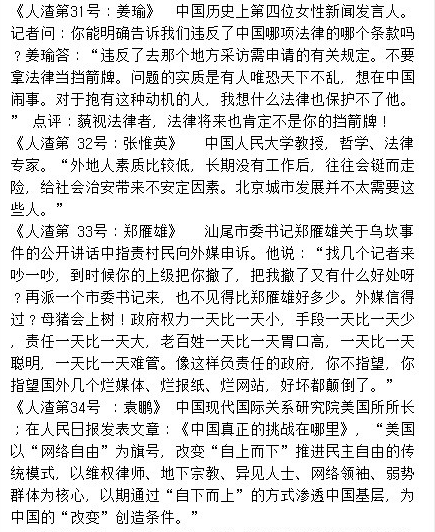 《人渣第31号：姜瑜》　中国历史上第四位女性新闻发言人。
记者问：你能明确告诉我们违反了中国哪项法律的哪个条款吗
？姜瑜答：“违反了去那个地方采访需申请的有关规定。不要
拿法律当挡箭牌。问题的实质是有人唯恐天下不乱，想在中国
闹事。对于抱有这种动机的人，我想什么法律也保护不了他。
” 点评：藐视法律者，法律将来也肯定不是你的挡箭牌！
《人渣第 32号：张惟英》　中国人民大学教授，哲学、法律
专家。“外地人素质比较低，长期没有工作后，往往会铤而走
险，给社会治安带来不安定因素。北京城市发展并不太需要这
些人。”
《人渣第 33号：郑雁雄》　汕尾市委书记郑雁雄关于乌坎事
件的公开讲话中指责村民向外媒申诉。他说：“找几个记者来
吵一吵，到时候你的上级把你撤了，把我撤了又有什么好处呀
？再派一个市委书记来，也不见得比郑雁雄好多少。外媒信得
过？母猪会上树！政府权力一天比一天小，手段一天比一天少
，责任一天比一天大，老百姓一天比一天胃口高，一天比一天
聪明，一天比一天难管。像这样负责任的政府，你不指望，你
指望国外几个烂媒体、烂报纸、烂网站，好坏都颠倒了。”
《人渣第34号 ：袁鹏》 中国现代国际关系研究院美国所所长
；在人民日报发表文章：《中国真正的挑战在哪里》，“美国
以“网络自由”为旗号，改变“自上而下”推进民主自由的传
统模式，以维权律师、地下宗教、异见人士、网络领袖、弱势
群体为核心，以期通过“自下而上”的方式渗透中国基层，为
中国的“改变”创造条件。”